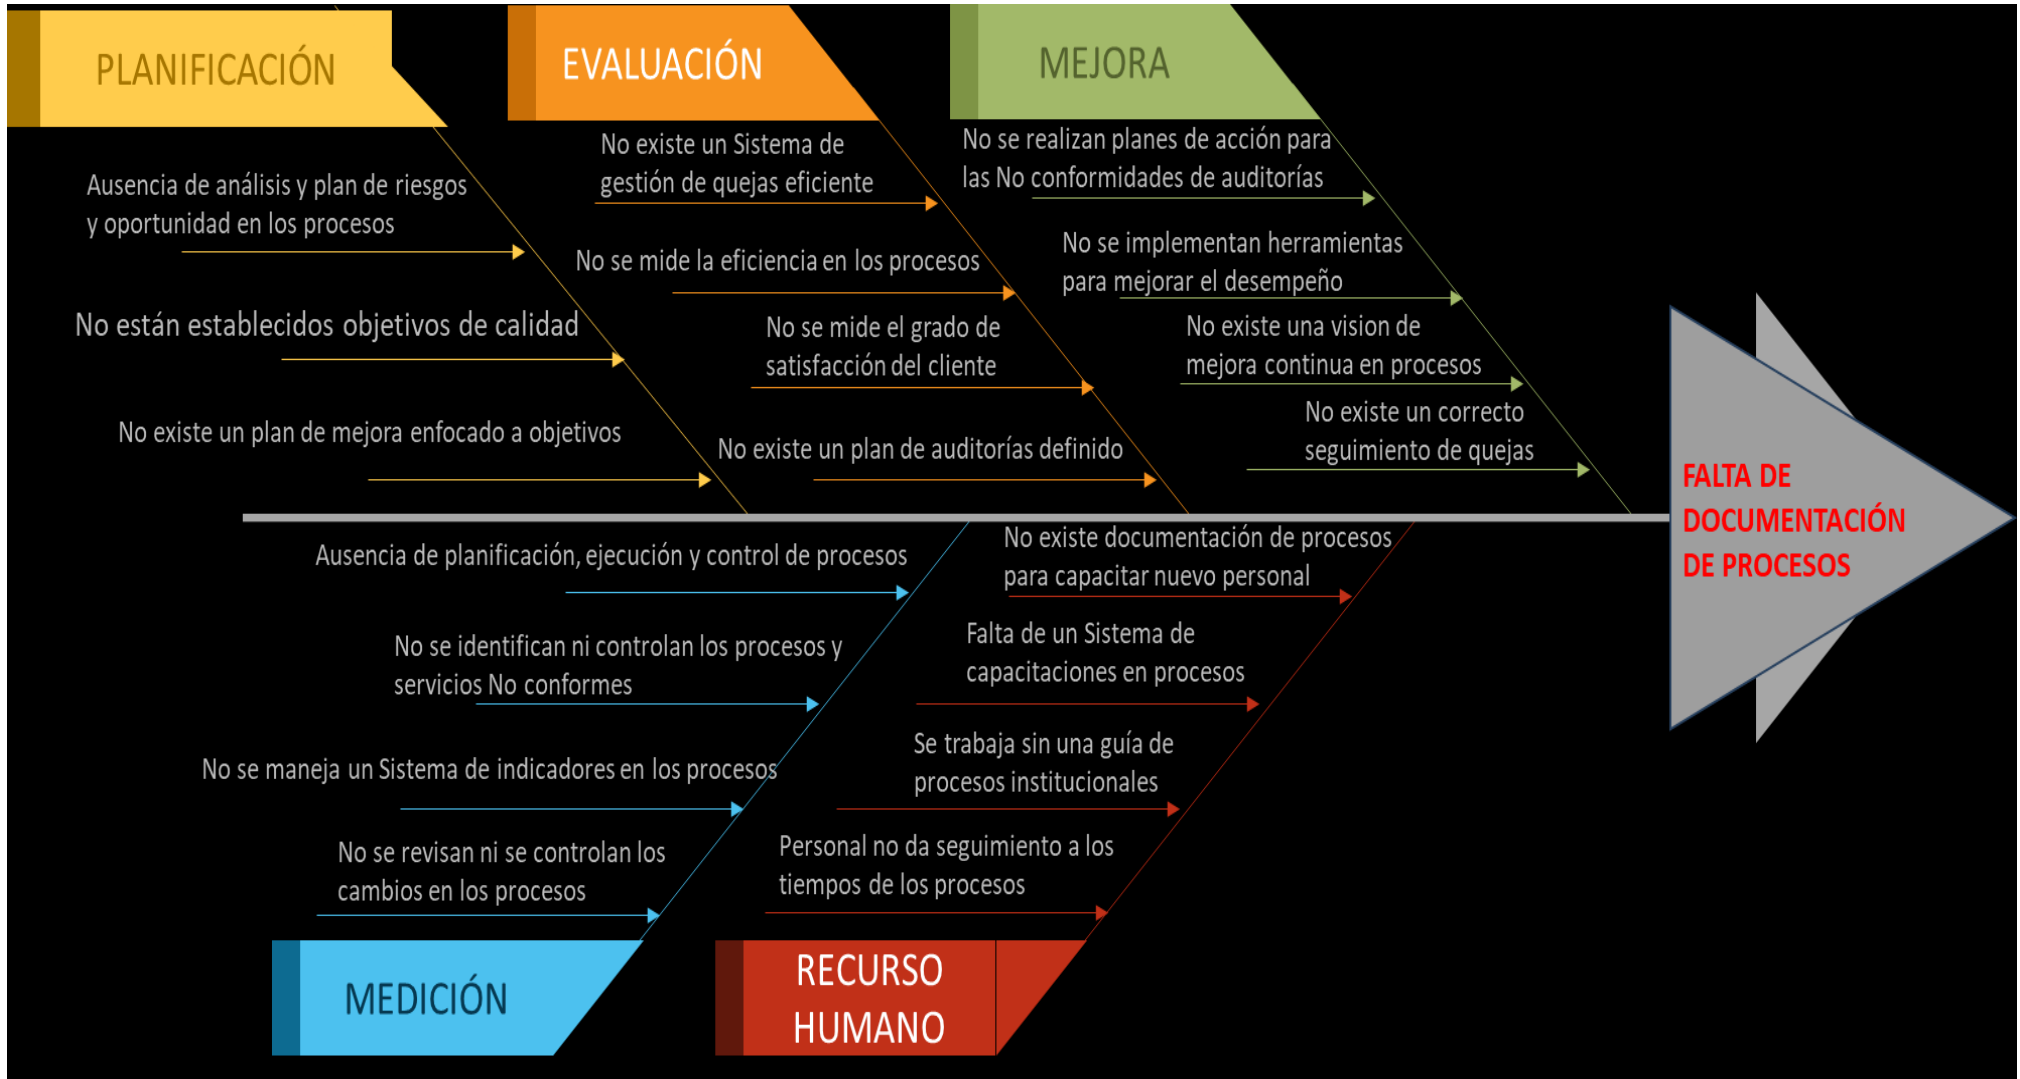 PLANIFICACIÓN
Ausencia de análisis y plan de riesgos
y oportunidad en los procesos
No están establecidos objetivos de calidad
No existe un plan de mejora enfocado a objetivos
EVALUACIÓN
No existe un Sistema de
gestión de quejas eficiente
No se mide la eficiencia en los procesos
No se mide el grado de
satisfacción del cliente
No existe un plan de auditorías definido
MEJORA
No se realizan planes de acción para
las No conformidades de auditorías
No se implementan herramientas
para mejorar el desempeño
No existe una vision de
mejora continua en procesos
No existe un correcto
seguimiento de quejas
FALTA DE
DOCUMENTACIÓN
DE PROCESOS
Ausencia de planificación, ejecución y control de procesos
No se identifican ni controlan los procesos y
servicios No conformes
No se maneja un Sistema de indicadores en los procesos
No se revisan ni se controlan los
cambios en los procesos
MEDICIÓN
No existe documentación de procesos
para capacitar nuevo personal
Falta de un Sistema de
capacitaciones en procesos
Se trabaja sin una guía de
procesos institucionales
Personal no da seguimiento a los
tiempos de los procesos
RECURSO
HUMANO